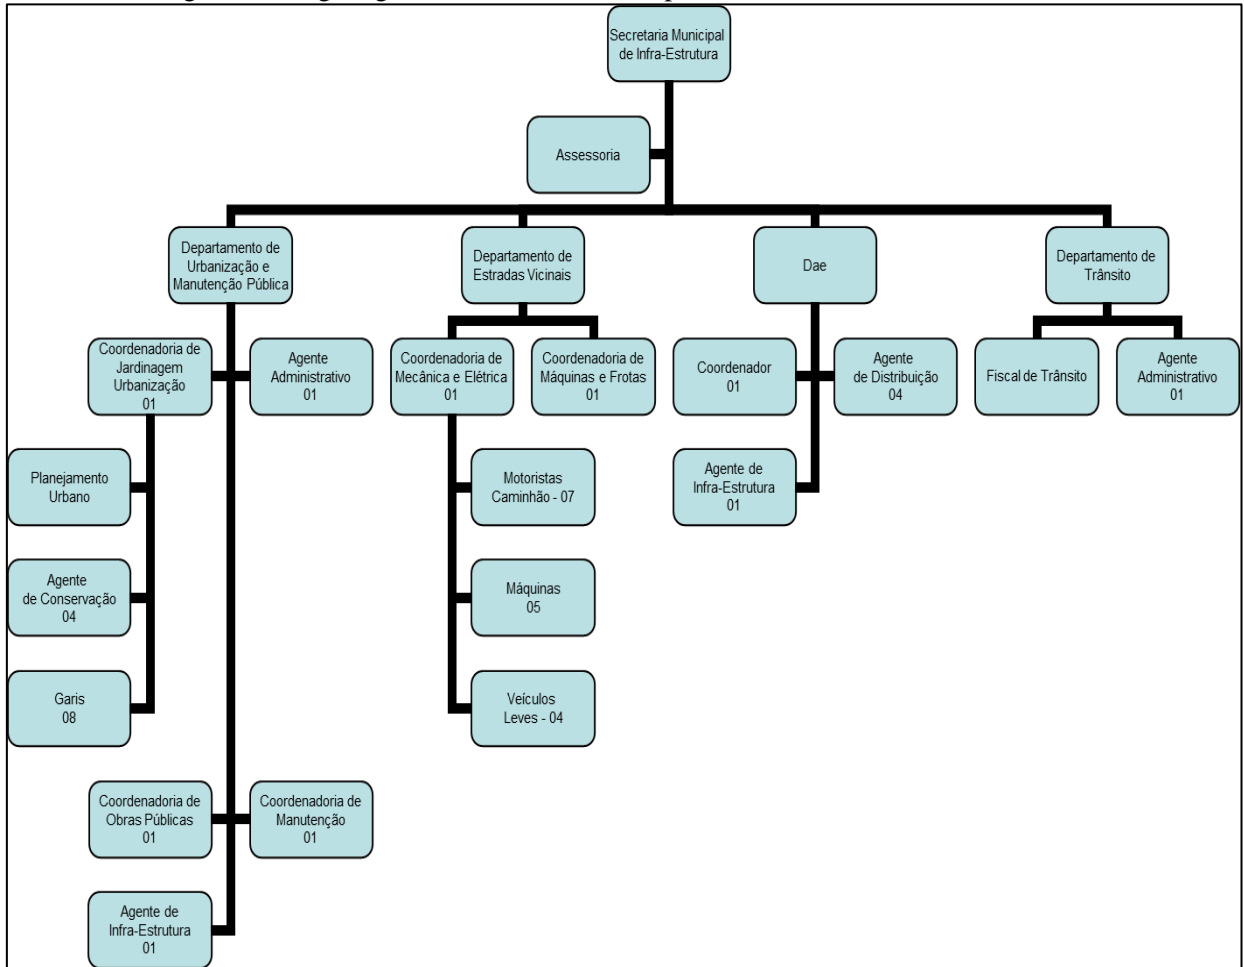 Secretaria Municipal
de Infra-Estrutura
Assessoria
Departamento de
Urbanização e
Manutenção Pública
Departamento de
Estradas Vicinais
Dae
Departamento de
Trânsito
Coordenadoria de
Jardinagem
Urbanização
01
Agente
Administrativo
01
Coordenadoria de
Mecânica e Elétrica
01
Coordenadoria de
Máquinas e Frotas
01
Coordenador
01
Agente
de Distribuição
04
Fiscal de Trânsito
Agente
Administrativo
01
Planejamento
Urbano
Motoristas
Caminhão - 07
Agente de
Infra-Estrutura
01
Agente
de Conservação
04
Máquinas
05
Garis
08
Veículos
Leves - 04
Coordenadoria de
Obras Públicas
01
Coordenadoria de
Manutenção
01
Agente de
Infra-Estrutura
01